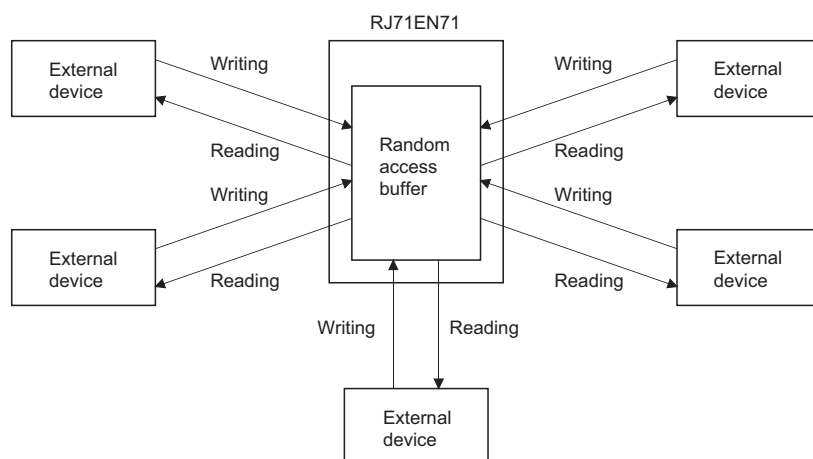 RJ71EN71
External
device
Writing
Reading
Writing
Reading
External
device
Random
access
buffer
Writing
Reading
Writing
Reading
External
device
External
device
Writing
Reading
External
device